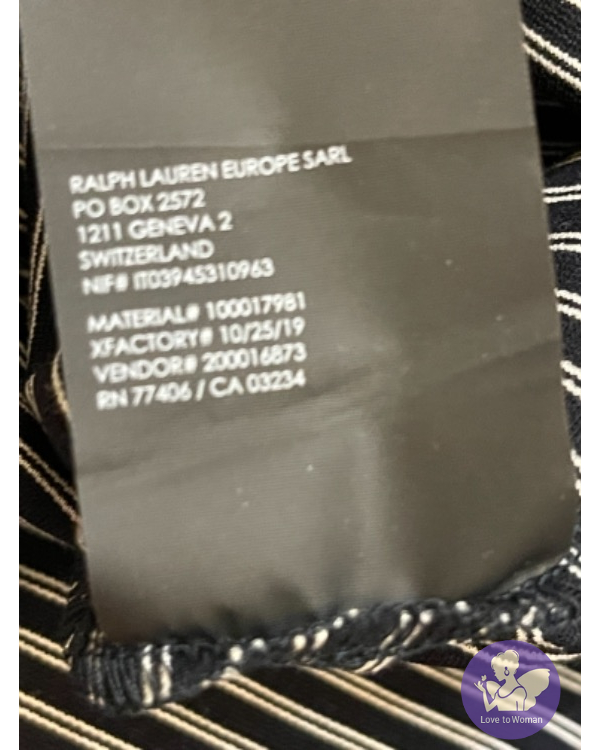 RALPH LAUREN EUROPE SARL
PO BOX 2572
1211 GENEVA 2
SWITZERLAND
NIF# IT03945310963
MATERIAL# 100017981
XFACTORY# 10/25/19
VENDOR# 200016873
RN 77406 / CA 03234
Love to Woman